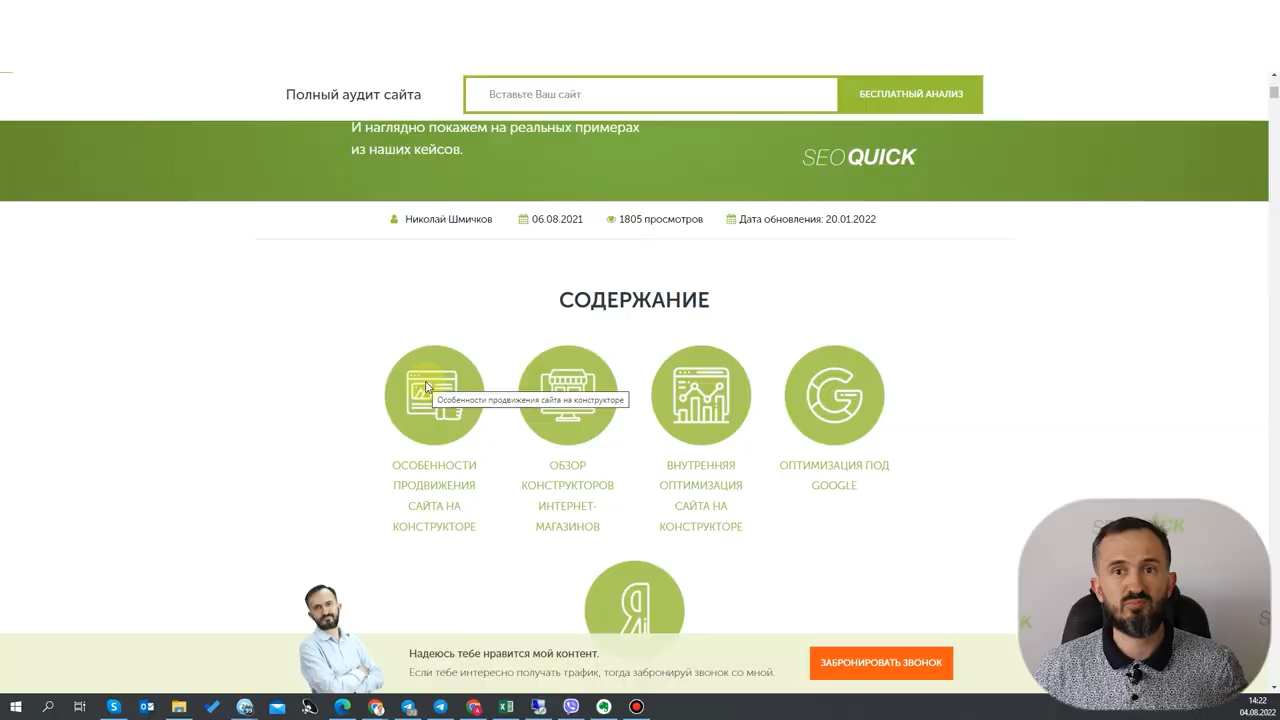 Полный аудит сайта
Вставьте Ваш сайт
БЕСПЛАТНЫЙ АНАЛИЗ
И наглядно покажем на реальных примерах
из наших кейсов.
SEOQUICK
Николай Шмичков
06.08.2021
1805 просмотров
Дата обновления: 20.01.2022
СОДЕРЖАНИЕ
Особенности продвижения сайта на конструкторе
ОСОБЕННОСТИ
ПРОДВИЖЕНИЯ
САЙТА НА
КОНСТРУКТОРЕ
ОБЗОР
КОНСТРУКТОРОВ
ИНТЕРНЕТ-
МАГАЗИНОВ
ВНУТРЕННЯЯ
ОПТИМИЗАЦИЯ
САЙТА НА
КОНСТРУКТОРЕ
ОПТИМИЗАЦИЯ ПОД
GOOGLE
Я
Надеюсь тебе нравится мой контент.
Если тебе интересно получать трафик, тогда забронируй звонок со мной.
ЗАБРОНИРОВАТЬ ЗВОНОК
14:22
04.08.2022